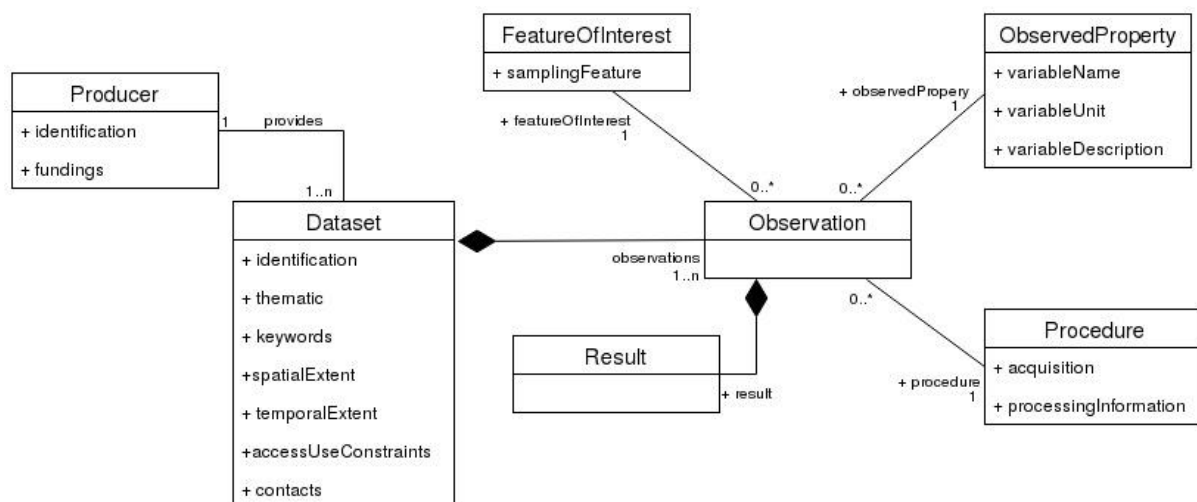 FeatureOfInterest
+ samplingFeature
ObservedProperty
+ variableName
+ variableUnit
+ variableDescription
Producer
+ identification
+ fundings
1
provides
1..n
+ featureOfInterest
1
0..*
+ observedPropery
1
0..*
Dataset
+ identification
+ thematic
+ keywords
+spatialExtent
+ temporalExtent
+accessUseConstraints
+ contacts
observations
1..n
Observation
0..*
+ procedure
1
Result
+ result
Procedure
+ acquisition
+ processingInformation